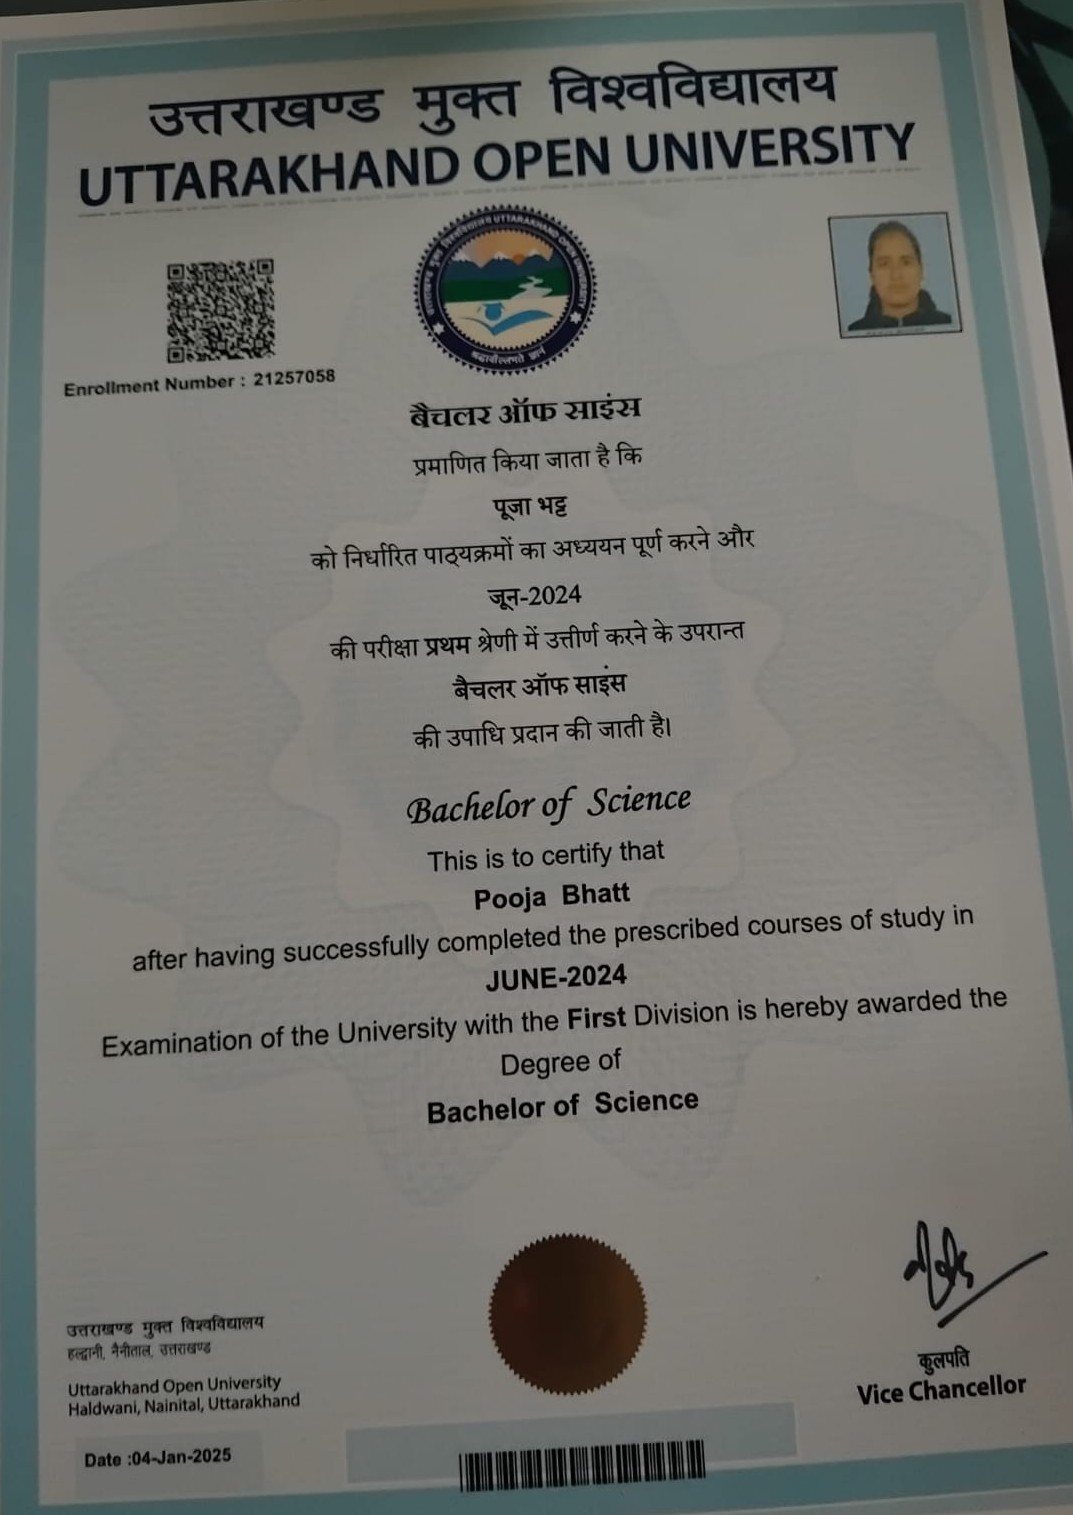 उत्तराखण्ड मुक्त विश्वविद्यालय
UTTARAKHAND OPEN UNIVERSITY
UTTARAKHAND OPEN UNIVERSITY
Enrollment Number : 21257058
बैचलर ऑफ साइंस
प्रमाणित किया जाता है कि
पूजा भट्ट
को निर्धारित पाठ्यक्रमों का अध्ययन पूर्ण करने और
जून-2024
की परीक्षा प्रथम श्रेणी में उत्तीर्ण करने के उपरान्त
बैचलर ऑफ साइंस
की उपाधि प्रदान की जाती है।
Bachelor of Science
This is to certify that
Pooja Bhatt
after having successfully completed the prescribed courses of study in
JUNE-2024
Examination of the University with the First Division is hereby awarded the
Degree of
Bachelor of Science
उत्तराखण्ड मुक्त विश्वविद्यालय
हल्द्वानी, नैनीताल, उत्तराखण्ड
Uttarakhand Open University
Haldwani, Nainital, Uttarakhand
Date :04-Jan-2025
कुलपति
Vice Chancellor